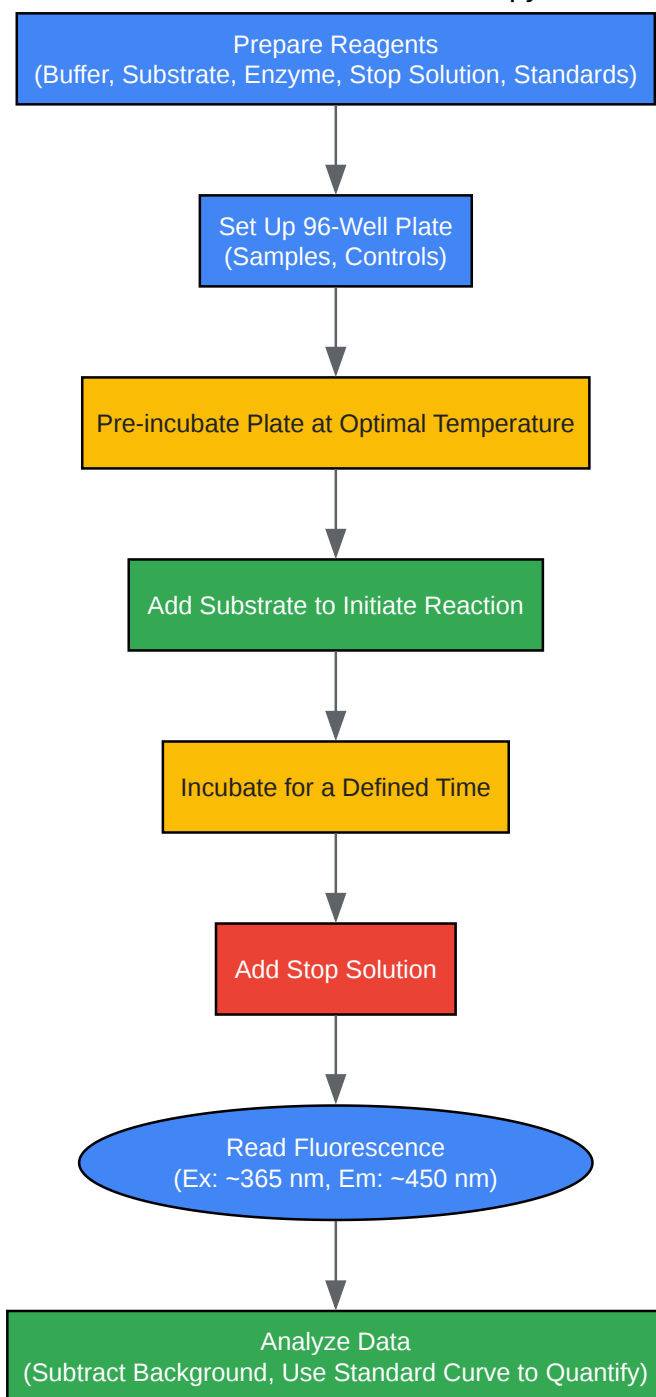 Prepare Reagents
(Buffer, Substrate, Enzyme, Stop Solution, Standards)
Set Up 96-Well Plate
(Samples, Controls)
Pre-incubate Plate at Optimal Temperature
Add Substrate to Initiate Reaction
Incubate for a Defined Time
Add Stop Solution
Read Fluorescence
(Ex: ~365 nm, Em: ~450 nm)
Analyze Data
(Subtract Background, Use Standard Curve to Quantify)